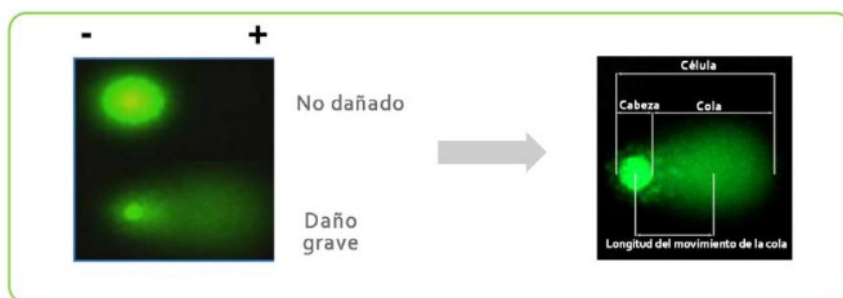 - +
No dañado
Daño
grave
Célula
Cabeza Cola
Longitud del movimiento de la cola